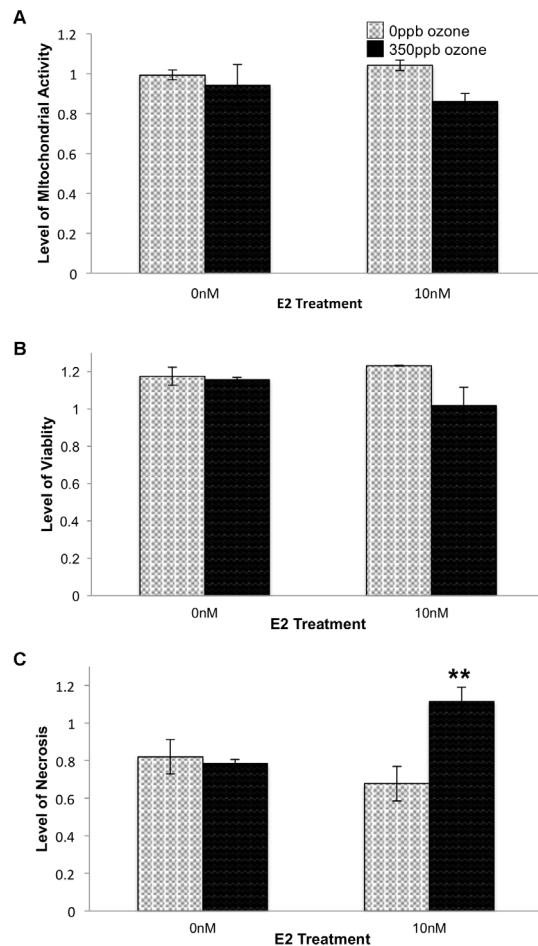 A
0ppb ozone
350ppb ozone
Level of MItochondrial Activity
1.2
1
0.8
0.6
0.4
0.2
0
0nM
10nM
E2 Treatment
B
Level of Viablity
1.2
1
0.8
0.6
0.4
0.2
0
0nM
10nM
E2 Treatment
C
**
Level of Necrosis
1.2
1
0.8
0.6
0.4
0.2
0
0nM
10nM
E2 Treatment